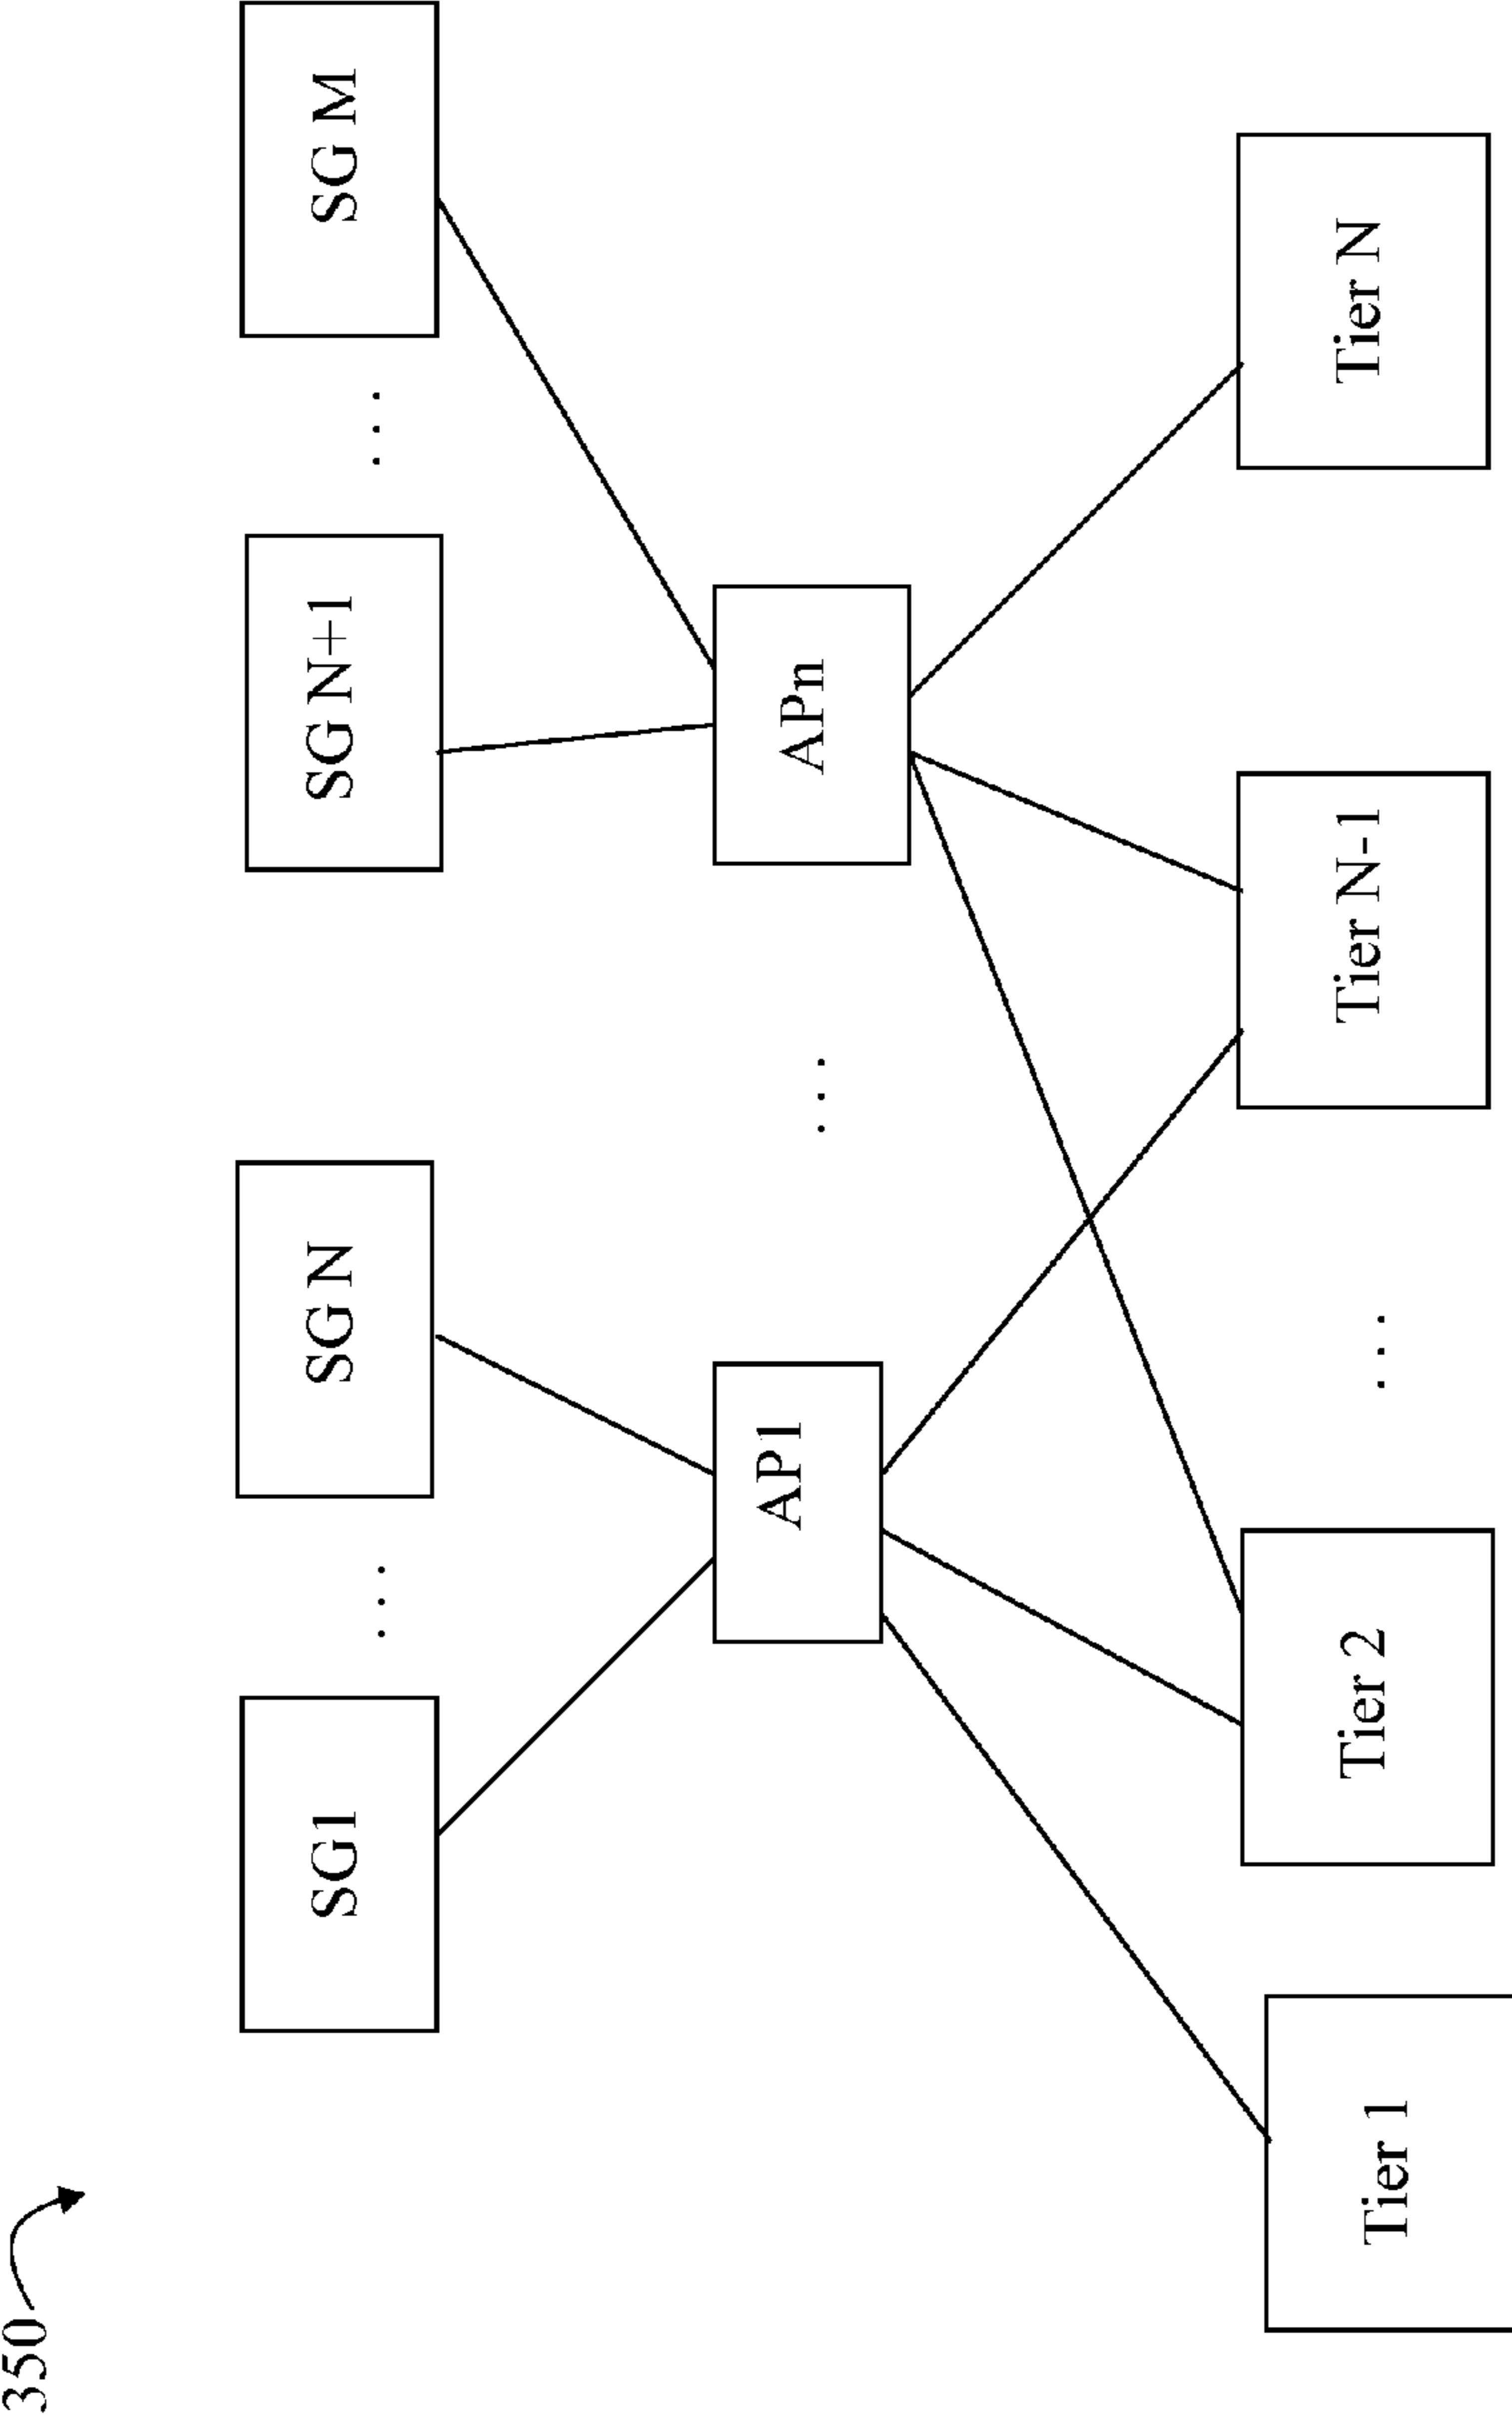 350
SG1
. . .
SG N
SG N+1
. . .
SG M
AP1
. . .
APn
Tier 1
Tier 2
. . .
Tier N-1
Tier N